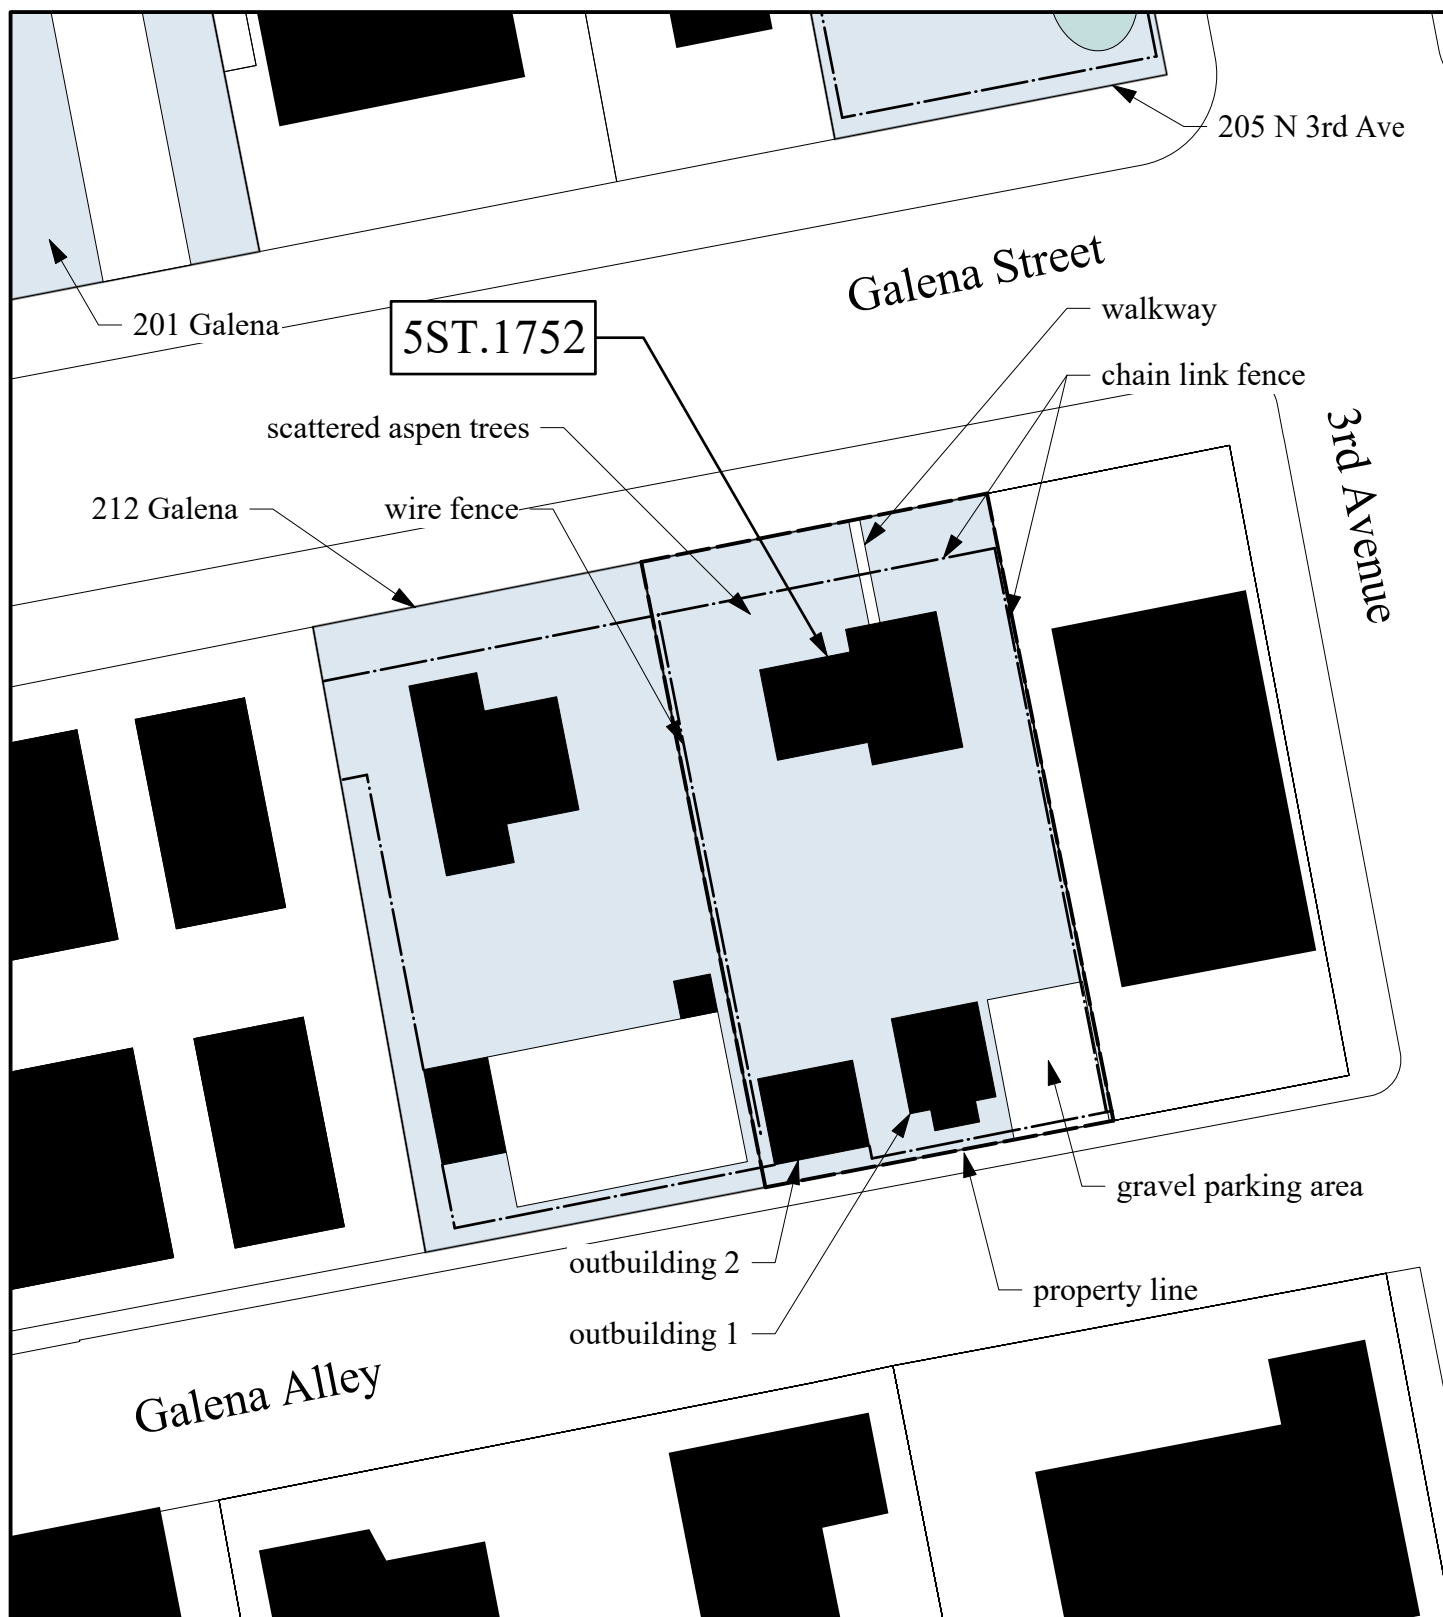 205 N 3rd Ave
Galena Street
201 Galena
5ST.1752
walkway
chain link fence
scattered aspen trees
3rd Avenue
212 Galena
wire fence
gravel parking area
outbuilding 2
property line
outbuilding 1
Galena Alley